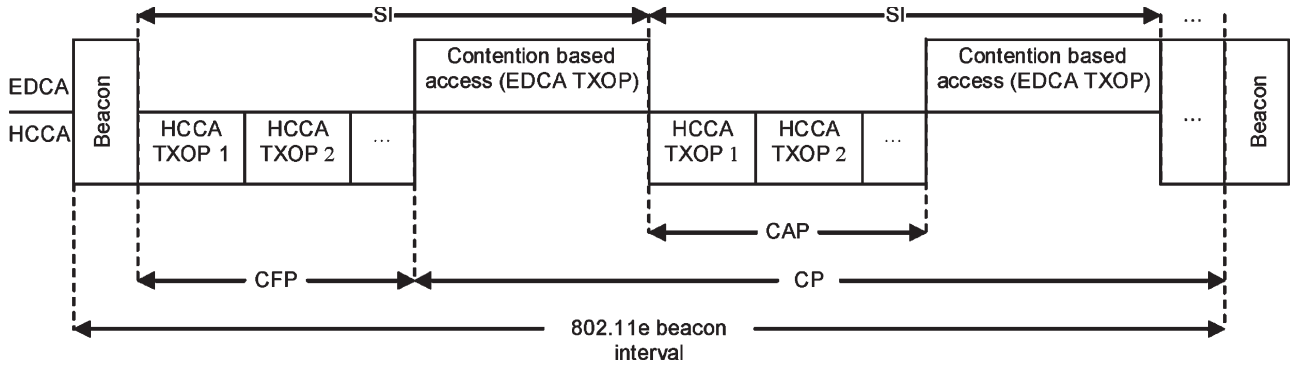 SI
SI
...
EDCA
HCCA
Beacon
Contention based
access (EDCA TXOP)
Contention based
access (EDCA TXOP)
HCCA
TXOP 1
HCCA
TXOP 2
...
HCCA
TXOP 1
HCCA
TXOP 2
...
...
Beacon
CAP
CFP
CP
802.11e beacon
interval